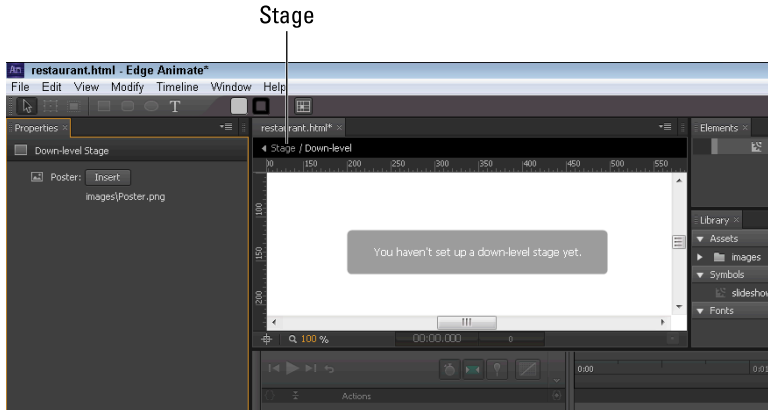 Stage
An restaurant.html - Edge Animate*
File Edit View Modify Timeline Window Help
T
Properties ×
restaurant.html* ×
Elements ×
Down-level Stage
Stage / Down-level
Poster: Insert
images\Poster.png
150 200 250 300 350 400 450 500 550
100
150
200
You haven't set up a down-level stage yet.
Library ×
Assets
images
Symbols
slideshow
Fonts
100 %
00:00.000
0
0:00
0:01
Actions